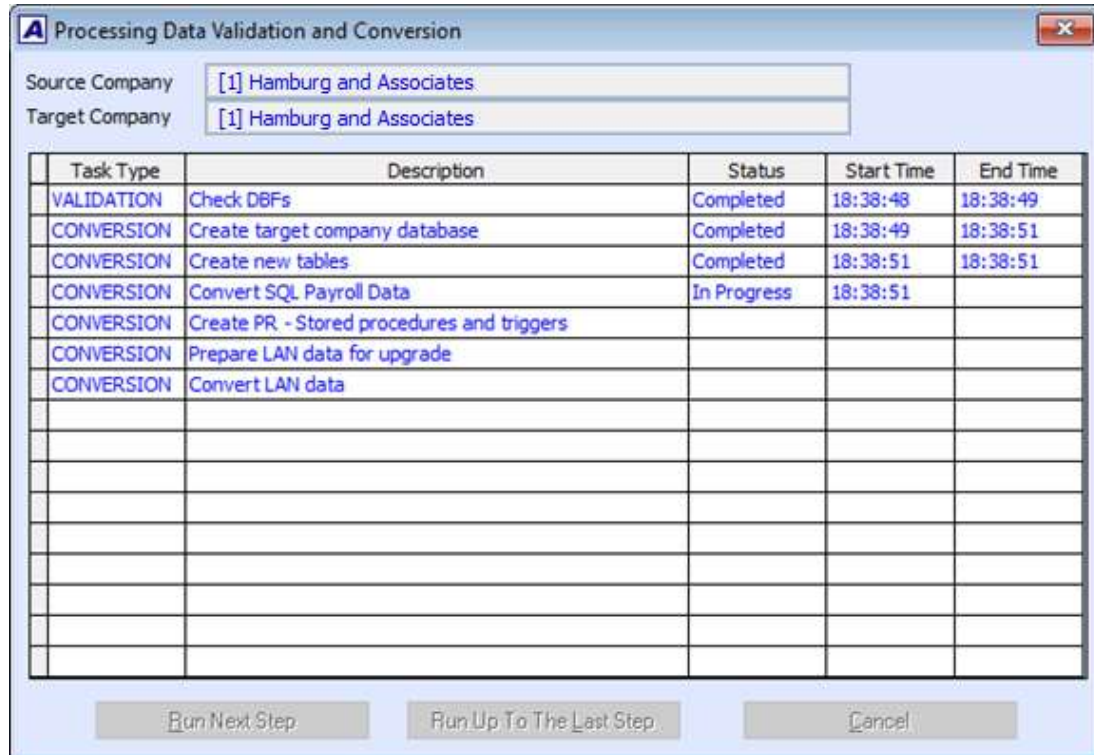 A Processing Data Validation and Conversion
Source Company [1] Hamburg and Associates
Target Company [1] Hamburg and Associates
Task Type Description Status Start Time End Time
VALIDATION Check DBFs Completed 18:38:48 18:38:49
CONVERSION Create target company database Completed 18:38:49 18:38:51
CONVERSION Create new tables Completed 18:38:51 18:38:51
CONVERSION Convert SQL Payroll Data In Progress 18:38:51
CONVERSION Create PR - Stored procedures and triggers
CONVERSION Prepare LAN data for upgrade
CONVERSION Convert LAN data
Run Next Step Run Up To The Last Step Cancel